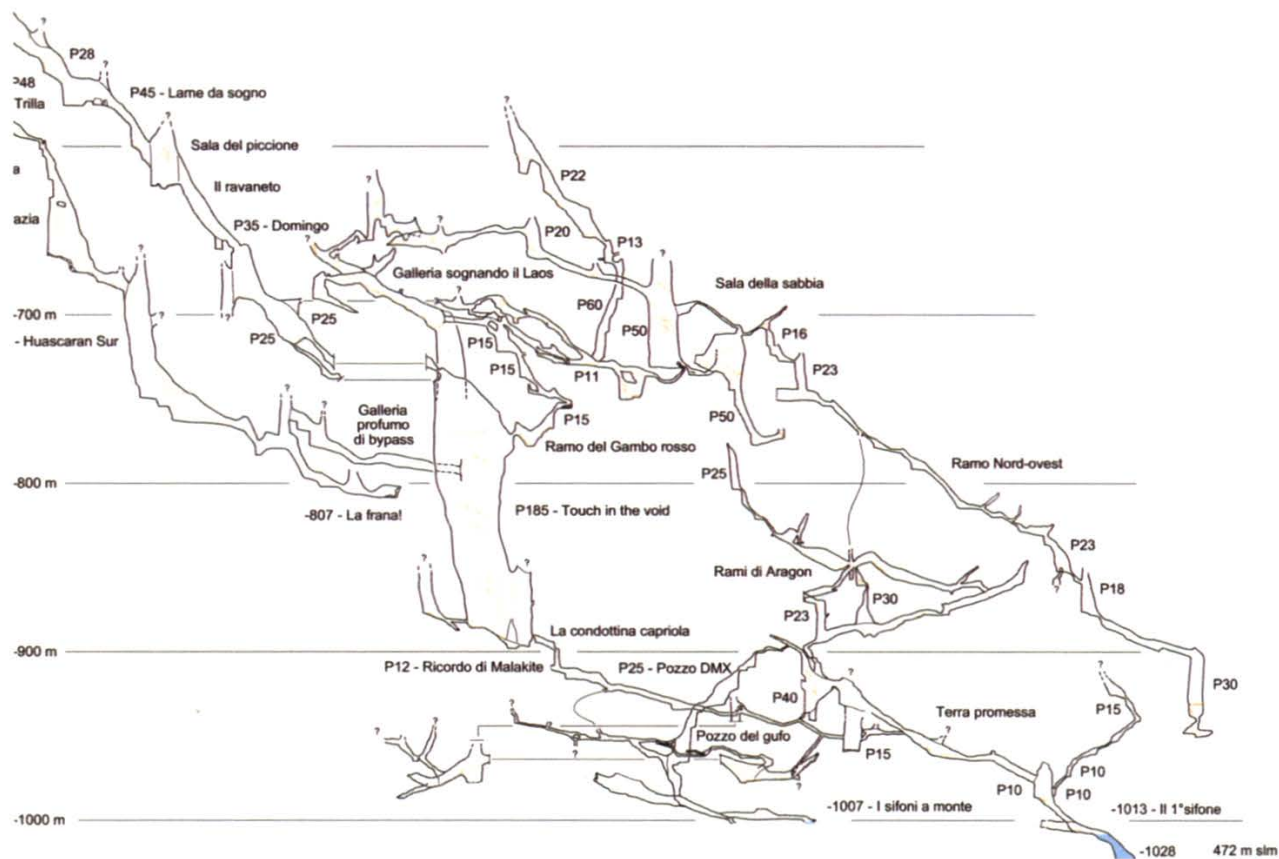 P28
P48
Trilla
P45 - Lame da sogno
Sala del piccione
a
P22
Il ravaneto
azia
P35 - Domingo
P20
P13
Galleria sognando il Laos
Sala della sabbia
P60
-700 m
P25
P50
P16
- Huascaran Sur
P25
P15
P15
P11
P23
Galleria
profumo
di bypass
P15
P50
Ramo del Gambo rosso
Ramo Nord-ovest
P25
-800 m
-807 - La frana!
P185 - Touch in the void
P23
Rami di Aragon
P18
P30
P23
La condottina capriola
-900 m
P12 - Ricordo di Malakite
P25 - Pozzo DMX
P30
P40
P15
Terra promessa
Pozzo del gufo
P15
P10
P10
P10
-1007 - I sifoni a monte
-1013 - Il 1°sifone
-1000 m
-1028 472 m slm